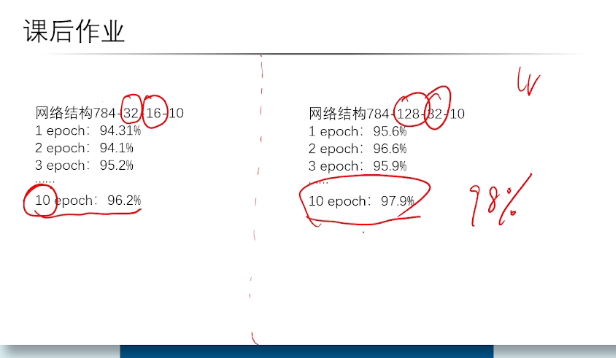 课后作业
网络结构784-32-16-10
1 epoch：94.31%
2 epoch：94.1%
3 epoch：95.2%
……
10 epoch：96.2%
网络结构784-128-32-10
1 epoch：95.6%
2 epoch：96.6%
3 epoch：95.9%
……
10 epoch：97.9%
98%